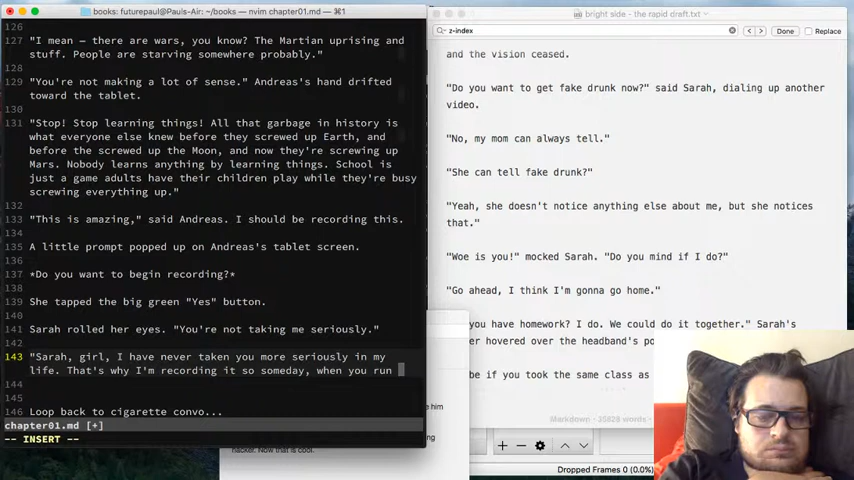 books: futurepaul@Pauls-Air: ~/books — nvim chapter01.md — ⌘1
126
127 "I mean — there are wars, you know? The Martian uprising and
stuff. People are starving somewhere probably."
128
129 "You're not making a lot of sense." Andreas's hand drifted
toward the tablet.
130
131 "Stop! Stop learning things! All that garbage in history is
what everyone else knew before they screwed up Earth, and
before the screwed up the Moon, and now they're screwing up
Mars. Nobody learns anything by learning things. School is
just a game adults have their children play while they're busy
screwing everything up."
132
133 "This is amazing," said Andreas. I should be recording this.
134
135 A little prompt popped up on Andreas's tablet screen.
136
137 *Do you want to begin recording?*
138
139 She tapped the big green "Yes" button.
140
141 Sarah rolled her eyes. "You're not taking me seriously."
142
143 "Sarah, girl, I have never taken you more seriously in my
life. That's why I'm recording it so someday, when you run
144
146 Loop back to cigarette convo...
chapter01.md [+]
-- INSERT --
bright side - the rapid draft.txt
z-index
Done
Replace
and the vision ceased.
"Do you want to get fake drunk now?" said Sarah, dialing up another
video.
"No, my mom can always tell."
"She can tell fake drunk?"
"Yeah, she doesn't notice anything else about me, but she notices
that."
"Woe is you!" mocked Sarah. "Do you mind if I do?"
"Go ahead, I think I'm gonna go home."
you have homework? I do. We could do it together." Sarah's
er hovered over the headband's po
be if you took the same class as
Markdown — 35828 words —
him
hacker. Now that is cool.
Dropped Frames 0 (0.0%)